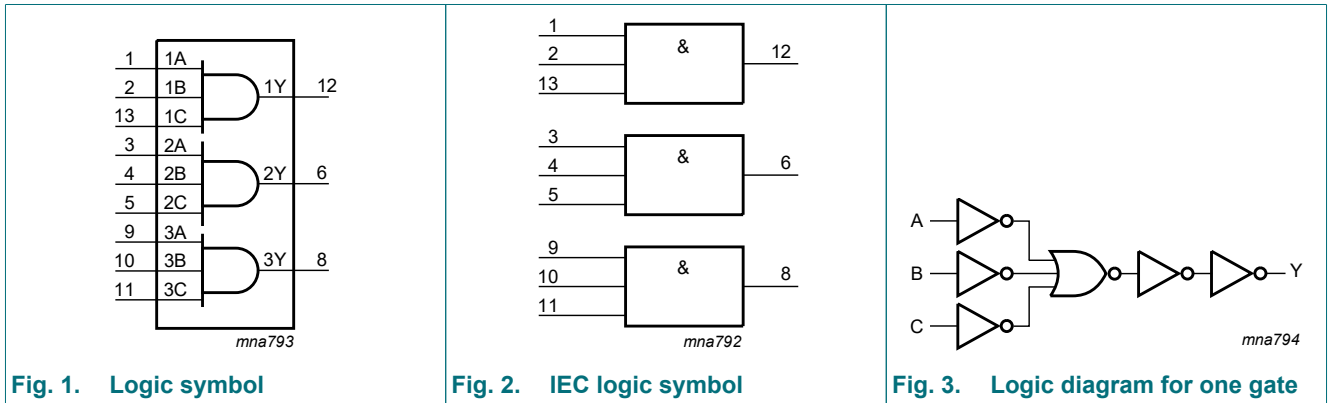 1 1A
2 1B 1Y 12
13 1C
3 2A
4 2B 2Y 6
5 2C
9 3A
10 3B 3Y 8
11 3C
mna793
Fig. 1. Logic symbol
1
2 & 12
13
3
4 & 6
5
9
10 & 8
11
mna792
Fig. 2. IEC logic symbol
A
B Y
C
mna794
Fig. 3. Logic diagram for one gate